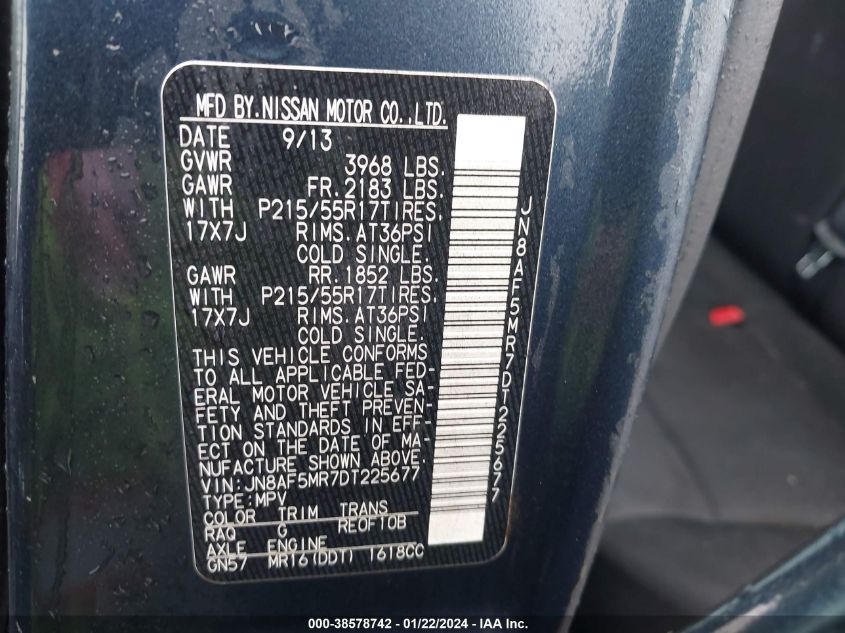 MFD BY.NISSAN MOTOR CO.,LTD.
DATE 9/13
GVWR 3968 LBS.
GAWR FR.2183 LBS.
WITH P215/55R17TIRES.
17X7J RIMS.AT36PSI
COLD SINGLE.
GAWR RR.1852 LBS.
WITH P215/55R17TIRES.
17X7J RIMS.AT36PSI
COLD SINGLE.
THIS VEHICLE CONFORMS
TO ALL APPLICABLE FED-
ERAL MOTOR VEHICLE SA-
FETY AND THEFT PREVEN-
TION STANDARDS IN EFF-
ECT ON THE DATE OF MA-
NUFACTURE SHOWN ABOVE.
VIN:JN8AF5MR7DT225677
TYPE:MPV
COLOR TRIM TRANS
RAQ G RE0F10B
AXLE ENGINE
GN57 MR16(DDT) 1618CC
JN8AF5MR7DT225677
000-38578742 - 01/22/2024 - IAA Inc.